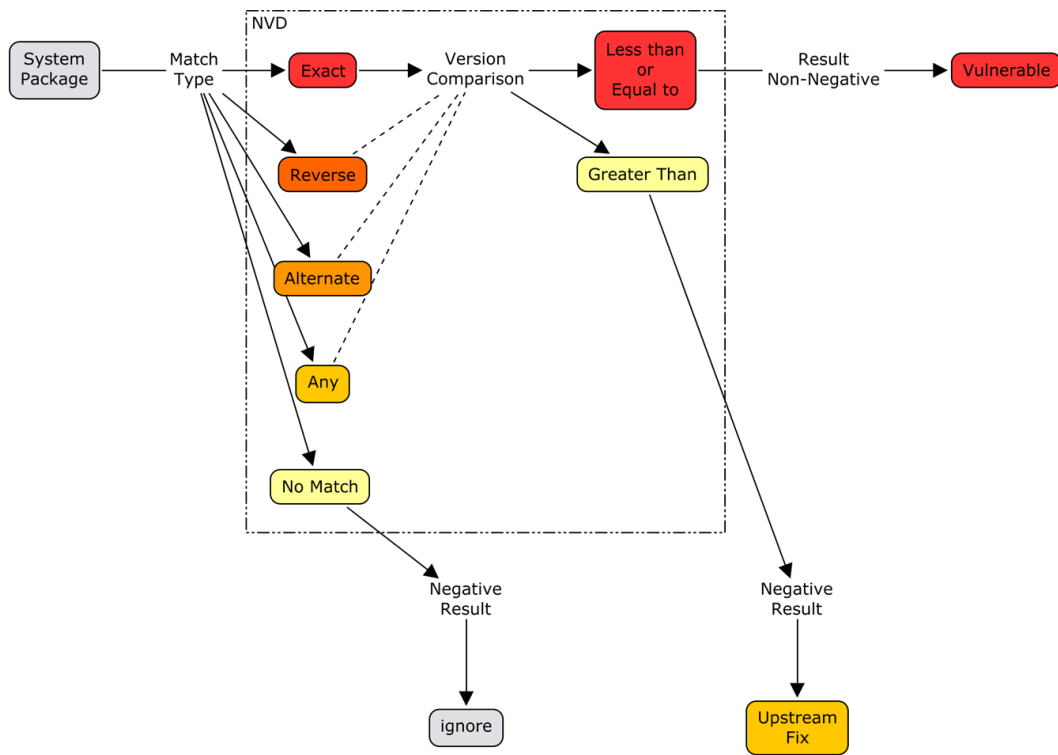 NVD
System
Package
Match
Type
Exact
Version
Comparison
Less than
or
Equal to
Result
Non-Negative
Vulnerable
Reverse
Greater Than
Alternate
Any
No Match
Negative
Result
Negative
Result
ignore
Upstream
Fix